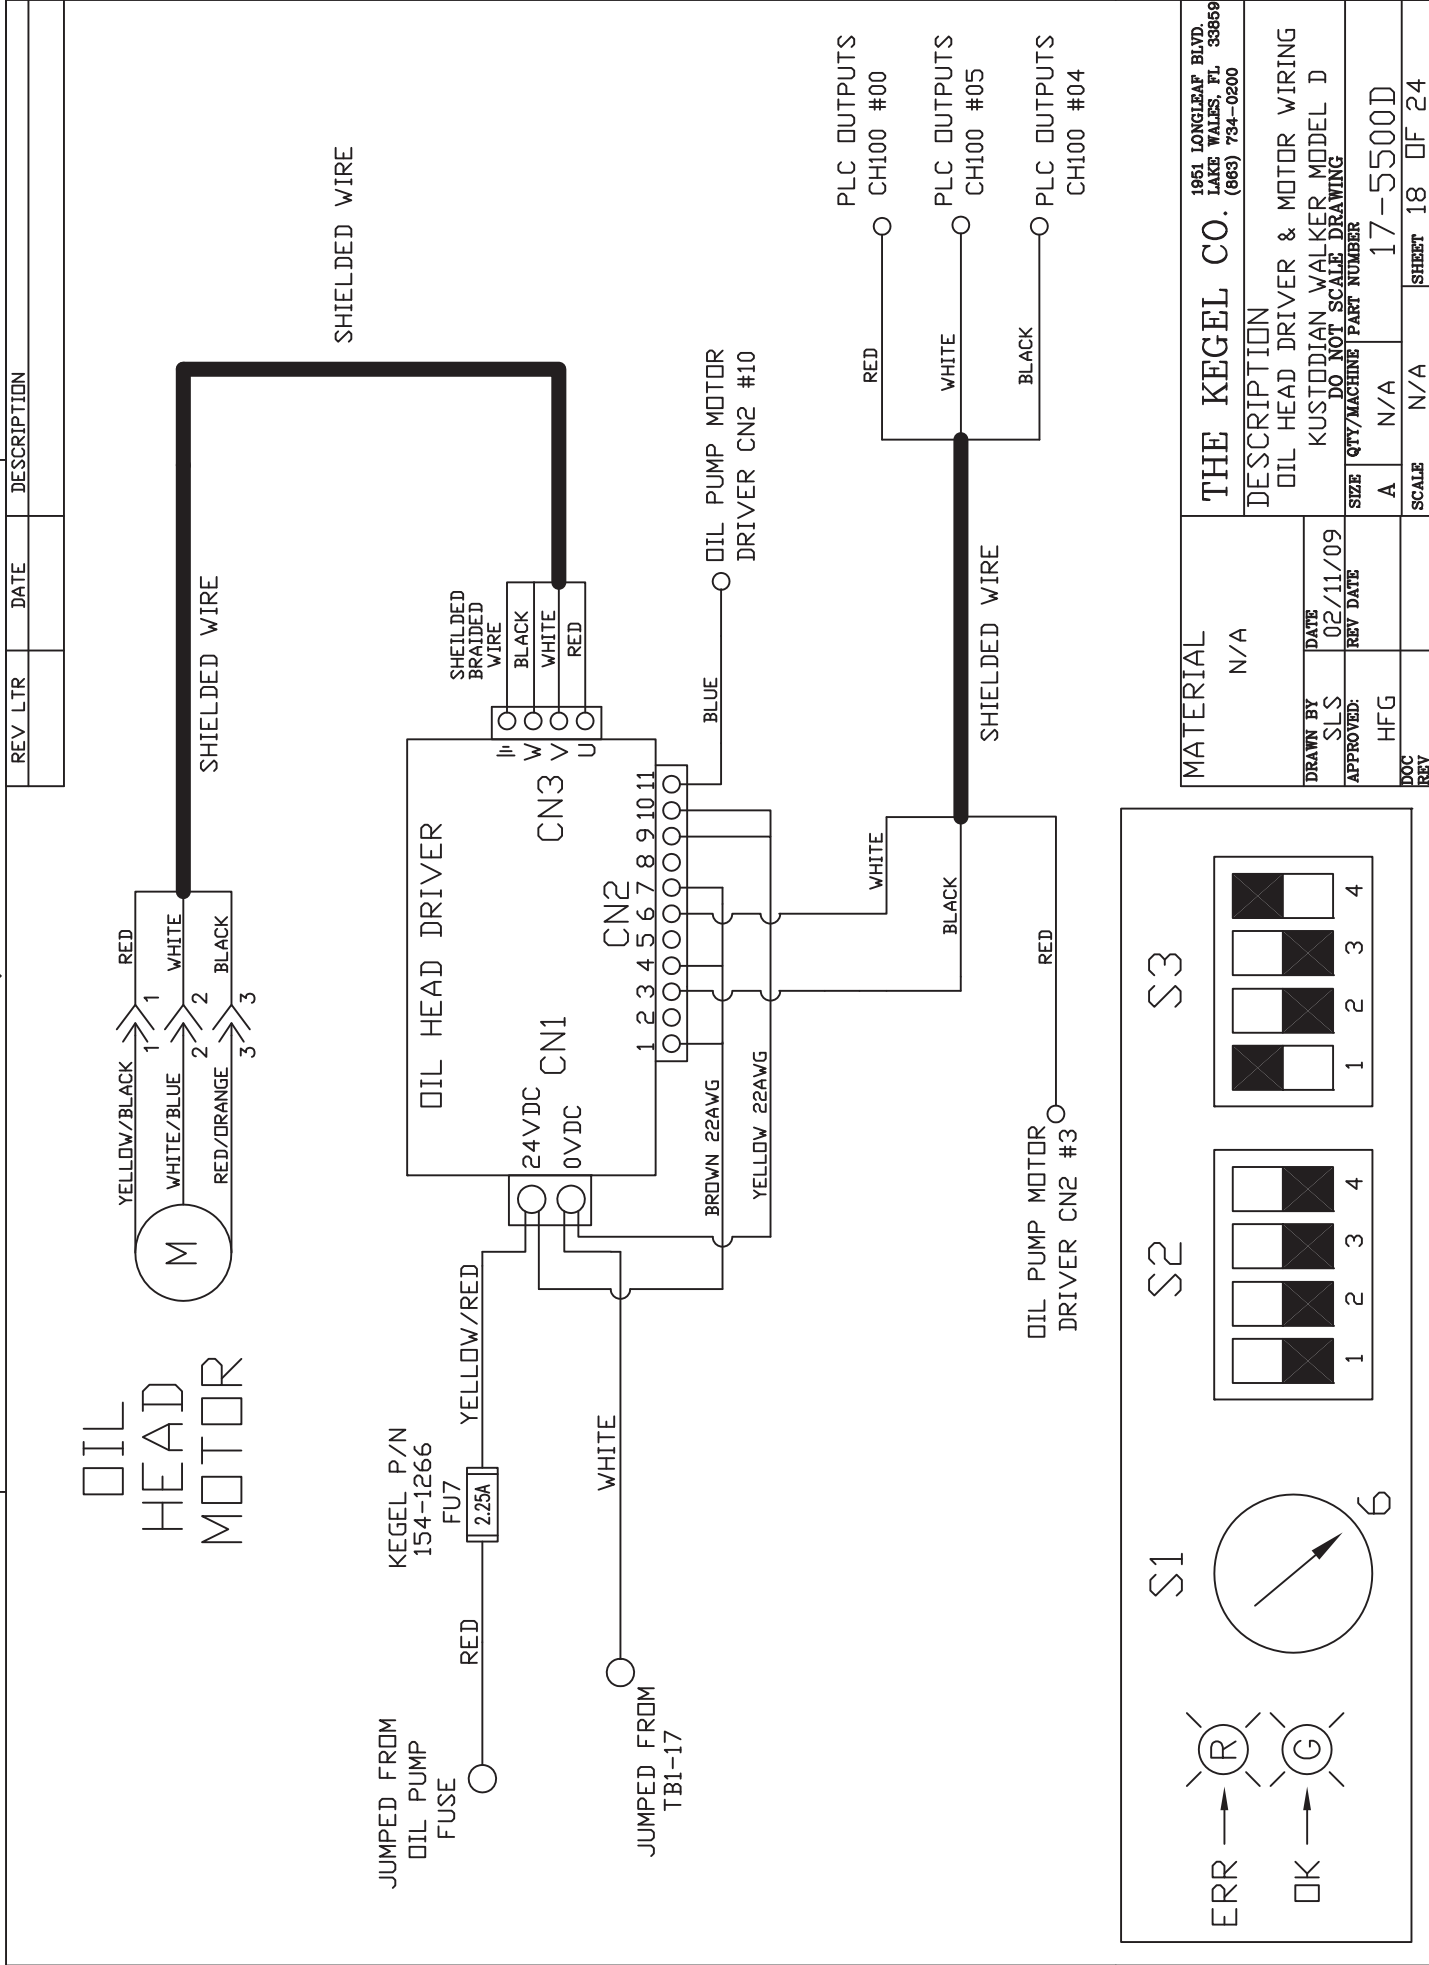 REV LTR
DATE
DESCRIPTION
OIL
HEAD
MOTOR
M
YELLOW/BLACK
WHITE/BLUE
RED/ORANGE
1
2
3
1
2
3
RED
WHITE
BLACK
SHIELDED WIRE
SHIELDED WIRE
JUMPED FROM
OIL PUMP
FUSE
RED
KEGEL P/N
154-1266
FU7
2.25A
YELLOW/RED
JUMPED FROM
TB1-17
WHITE
OIL HEAD DRIVER
24VDC
0VDC
CN1
CN2
CN3
W
V
U
1 2 3 4 5 6 7 8 9 10 11
SHEILDED
BRAIDED
WIRE
BLACK
WHITE
RED
BROWN 22AWG
YELLOW 22AWG
BLUE
OIL PUMP MOTOR
DRIVER CN2 #10
WHITE
BLACK
RED
OIL PUMP MOTOR
DRIVER CN2 #3
SHIELDED WIRE
RED
WHITE
BLACK
PLC OUTPUTS
CH100 #00
PLC OUTPUTS
CH100 #05
PLC OUTPUTS
CH100 #04
ERR
R
OK
G
S1
6
S2
1 2 3 4
S3
1 2 3 4
MATERIAL
N/A
DRAWN BY
SLS
DATE
02/11/09
APPROVED:
HFG
REV DATE
DOC
REV
THE KEGEL CO.
1951 LONGLEAF BLVD.
LAKE WALES, FL 33859
(863) 734-0200
DESCRIPTION
OIL HEAD DRIVER & MOTOR WIRING
KUSTODIAN WALKER MODEL D
DO NOT SCALE DRAWING
SIZE
A
QTY/MACHINE
N/A
PART NUMBER
17-5500D
SCALE
N/A
SHEET 18 OF 24